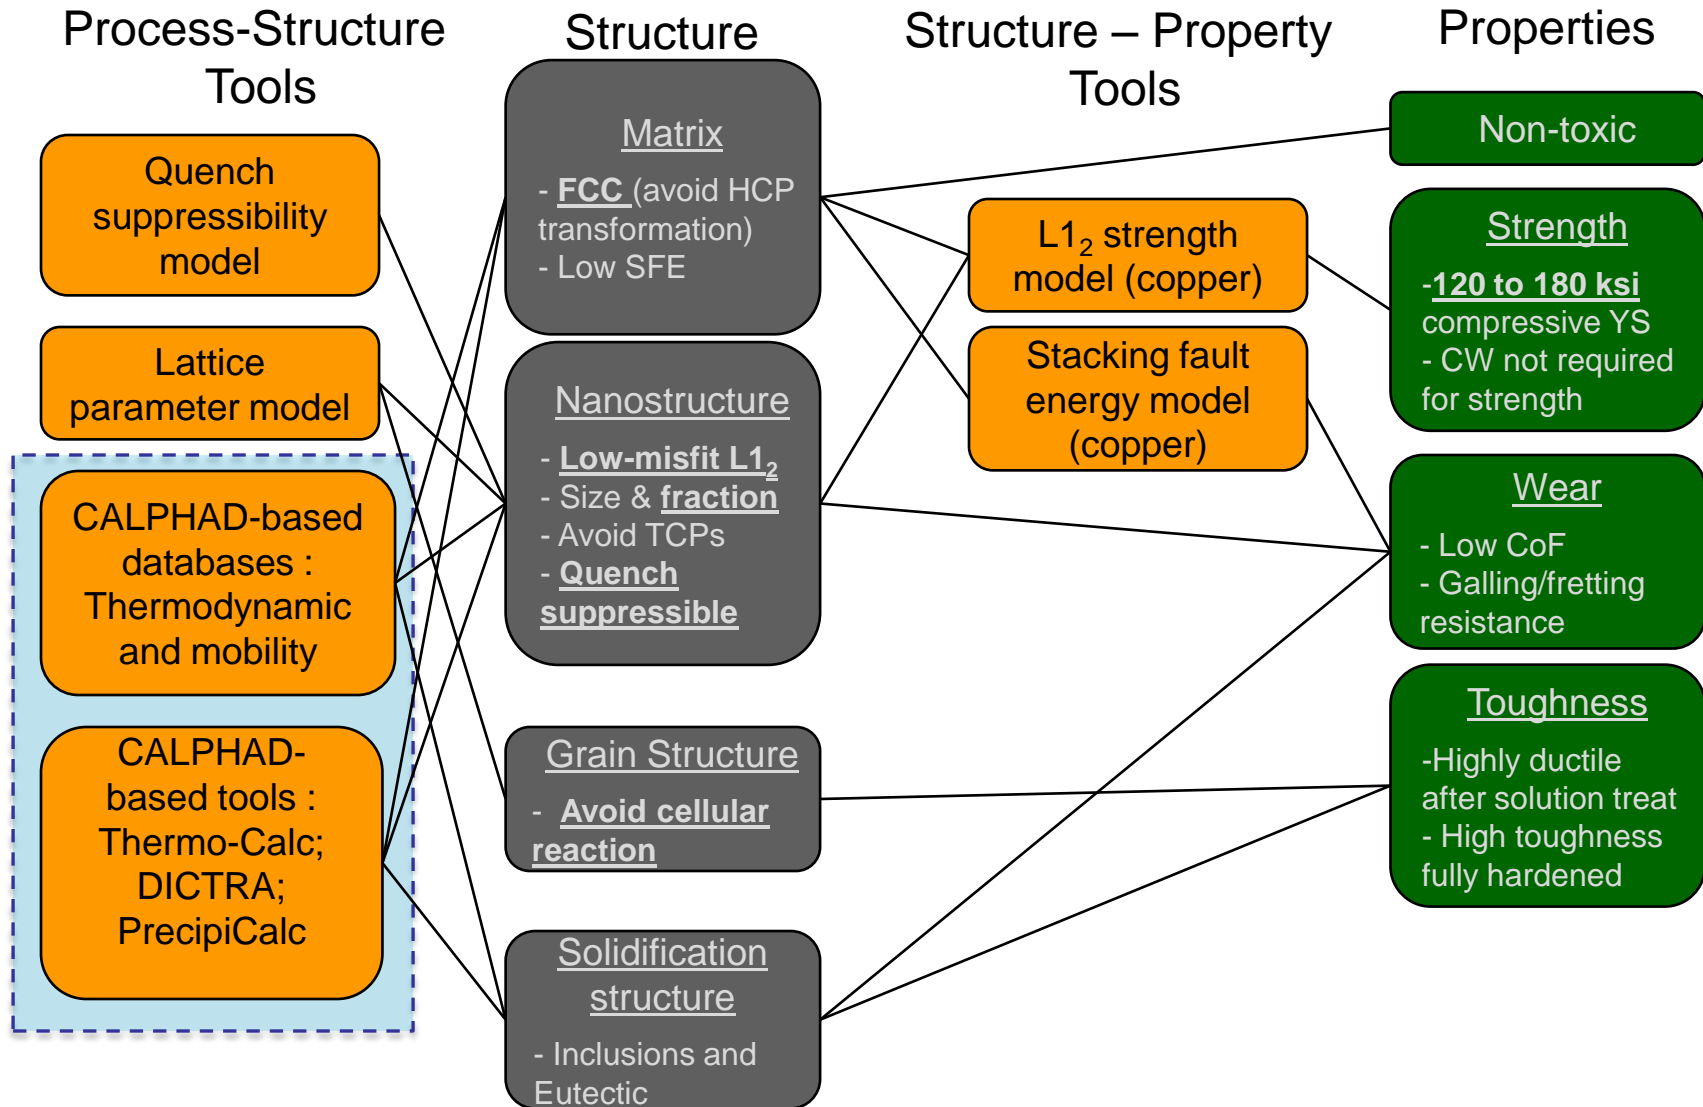 Process-Structure
Tools
Structure
Structure – Property
Tools
Properties
Quench
suppressibility
model
Lattice
parameter model
CALPHAD-based
databases :
Thermodynamic
and mobility
CALPHAD-
based tools :
Thermo-Calc;
DICTRA;
PrecipiCalc
Matrix
- FCC (avoid HCP
transformation)
- Low SFE
Nanostructure
- Low-misfit L1₂
- Size & fraction
- Avoid TCPs
- Quench
suppressible
Grain Structure
- Avoid cellular
reaction
Solidification
structure
- Inclusions and
Eutectic
L1₂ strength
model (copper)
Stacking fault
energy model
(copper)
Non-toxic
Strength
-120 to 180 ksi
compressive YS
- CW not required
for strength
Wear
- Low CoF
- Galling/fretting
resistance
Toughness
-Highly ductile
after solution treat
- High toughness
fully hardened